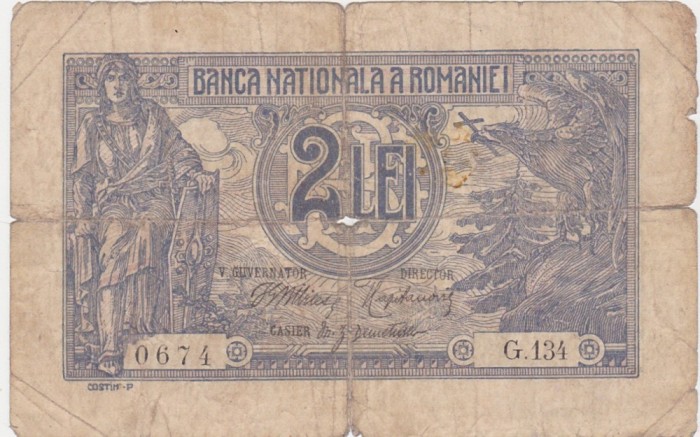 BANCA NATIONALA A ROMANIEI
2 LEI
V. GUVERNATOR DIRECTOR
CASIER
0674 G.134
COSTIN-P